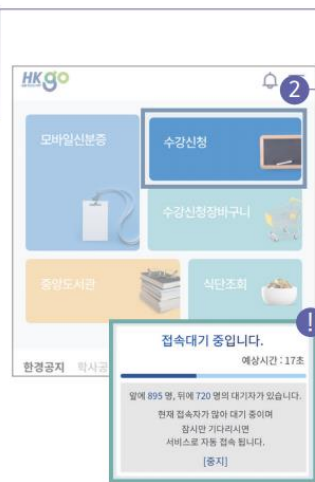 HKgo
2
모바일신분증
수강신청
수강신청장바구니
중앙도서관
식단조회
한경공지 학사공
!
접속대기 중입니다.
예상시간 : 17초
앞에 895 명, 뒤에 720 명의 대기자가 있습니다.
현재 접속자가 많아 대기 중이며
잠시만 기다리시면
서비스로 자동 접속 됩니다.
[중지]